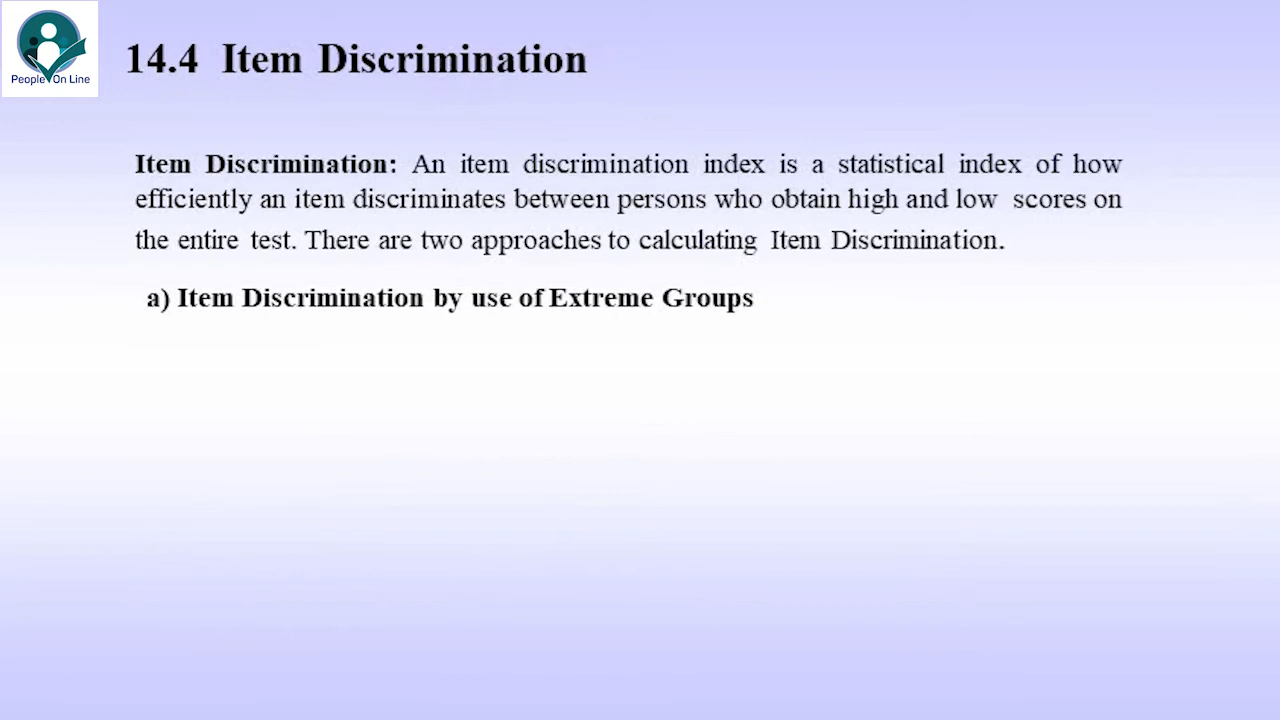 People On Line
14.4 Item Discrimination
Item Discrimination: An item discrimination index is a statistical index of how
efficiently an item discriminates between persons who obtain high and low scores on
the entire test. There are two approaches to calculating Item Discrimination.
a) Item Discrimination by use of Extreme Groups